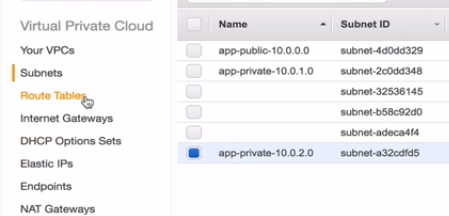 Virtual Private Cloud
Your VPCs
Subnets
Route Tables
Internet Gateways
DHCP Options Sets
Elastic IPs
Endpoints
NAT Gateways
Name Subnet ID
app-public-10.0.0.0 subnet-4d0dd329
app-private-10.0.1.0 subnet-2c0dd348
subnet-32536145
subnet-b58c92d0
subnet-adeca4f4
app-private-10.0.2.0 subnet-a32cdfd5